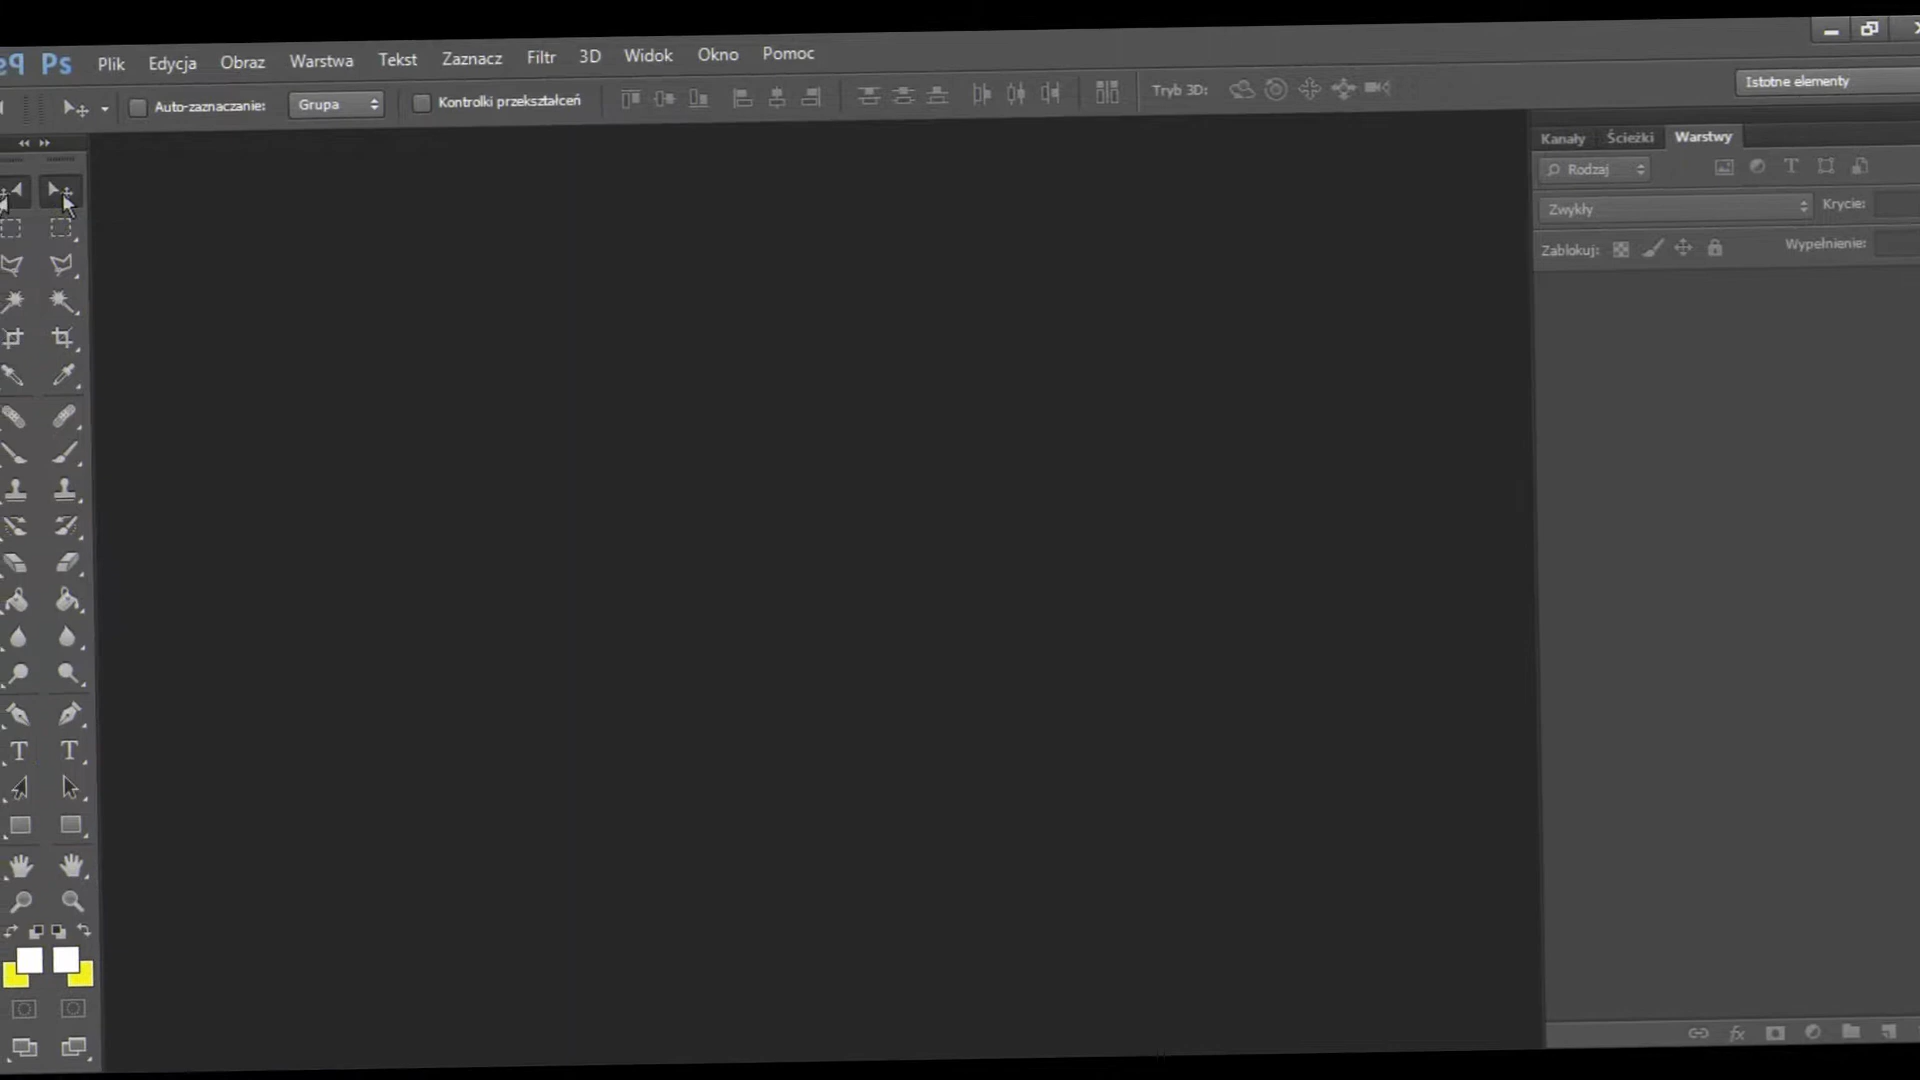 Ps Plik Edycja Obraz Warstwa Tekst Zaznacz Filtr 3D Widok Okno Pomoc
Auto-zaznaczanie: Grupa Kontrolki przekształceń Tryb 3D: Istotne elementy
Kanały Ścieżki Warstwy
Rodzaj
Zwykły Krycie:
Zablokuj: Wypełnienie: